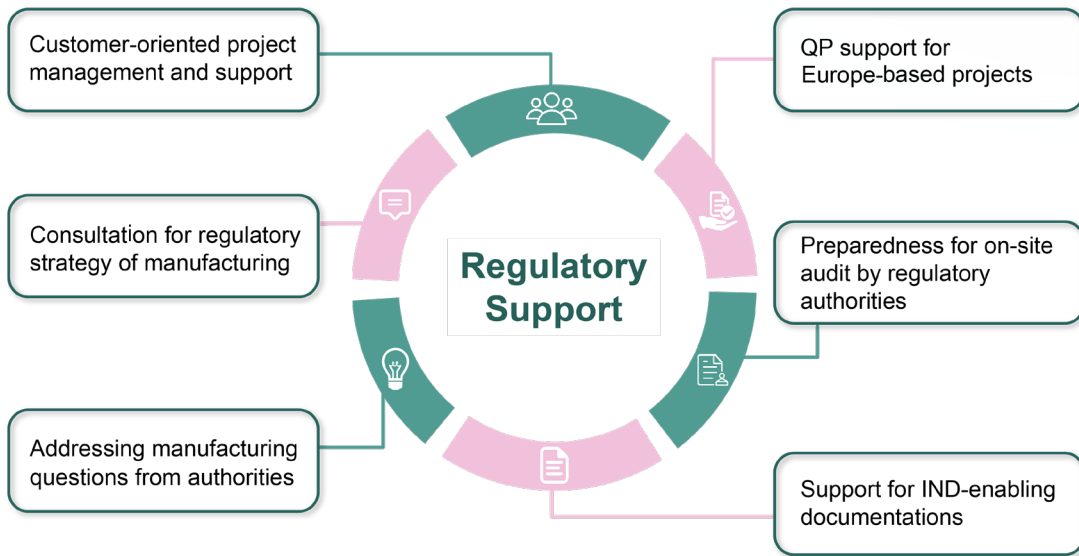 Customer-oriented project
management and support
QP support for
Europe-based projects
Consultation for regulatory
strategy of manufacturing
Regulatory
Support
Preparedness for on-site
audit by regulatory
authorities
Addressing manufacturing
questions from authorities
Support for IND-enabling
documentations